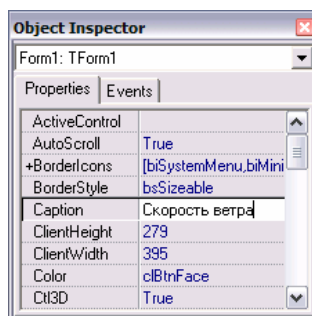 Object Inspector
Form1: TForm1
Properties Events
ActiveControl
AutoScroll True
+BorderIcons [biSystemMenu,biMini
BorderStyle bsSizeable
Caption Скорость ветра
ClientHeight 279
ClientWidth 395
Color clBtnFace
Ctl3D True